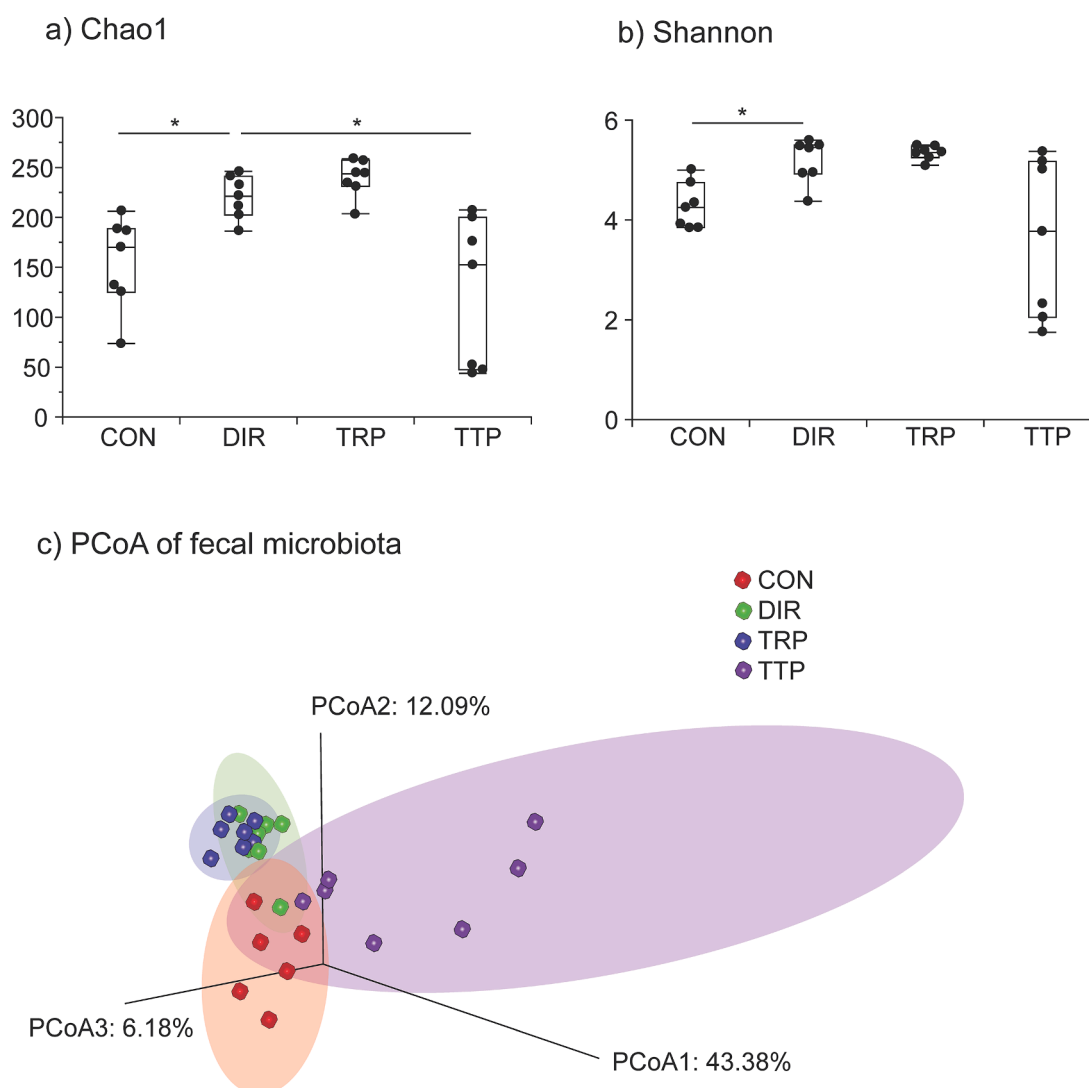 a) Chao1
b) Shannon
300
250
200
150
100
50
0
*
*
CON DIR TRP TTP
6
4
2
0
*
CON DIR TRP TTP
c) PCoA of fecal microbiota
CON
DIR
TRP
TTP
PCoA2: 12.09%
PCoA3: 6.18%
PCoA1: 43.38%